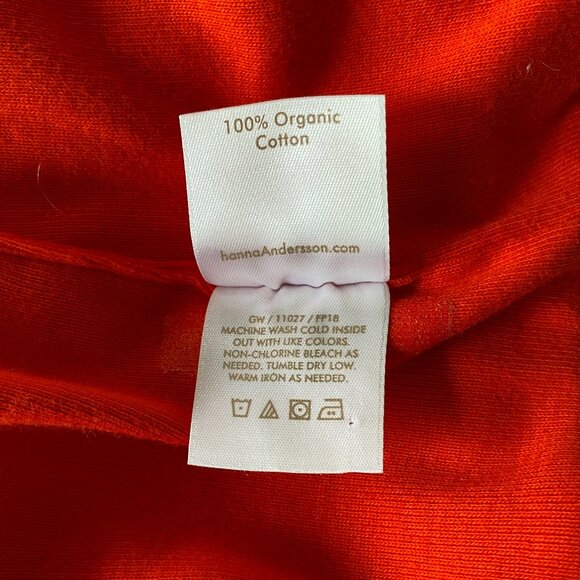 100% Organic
Cotton
hannaAndersson.com
GW / 11027 / FP18
MACHINE WASH COLD INSIDE
OUT WITH LIKE COLORS.
NON-CHLORINE BLEACH AS
NEEDED. TUMBLE DRY LOW.
WARM IRON AS NEEDED.